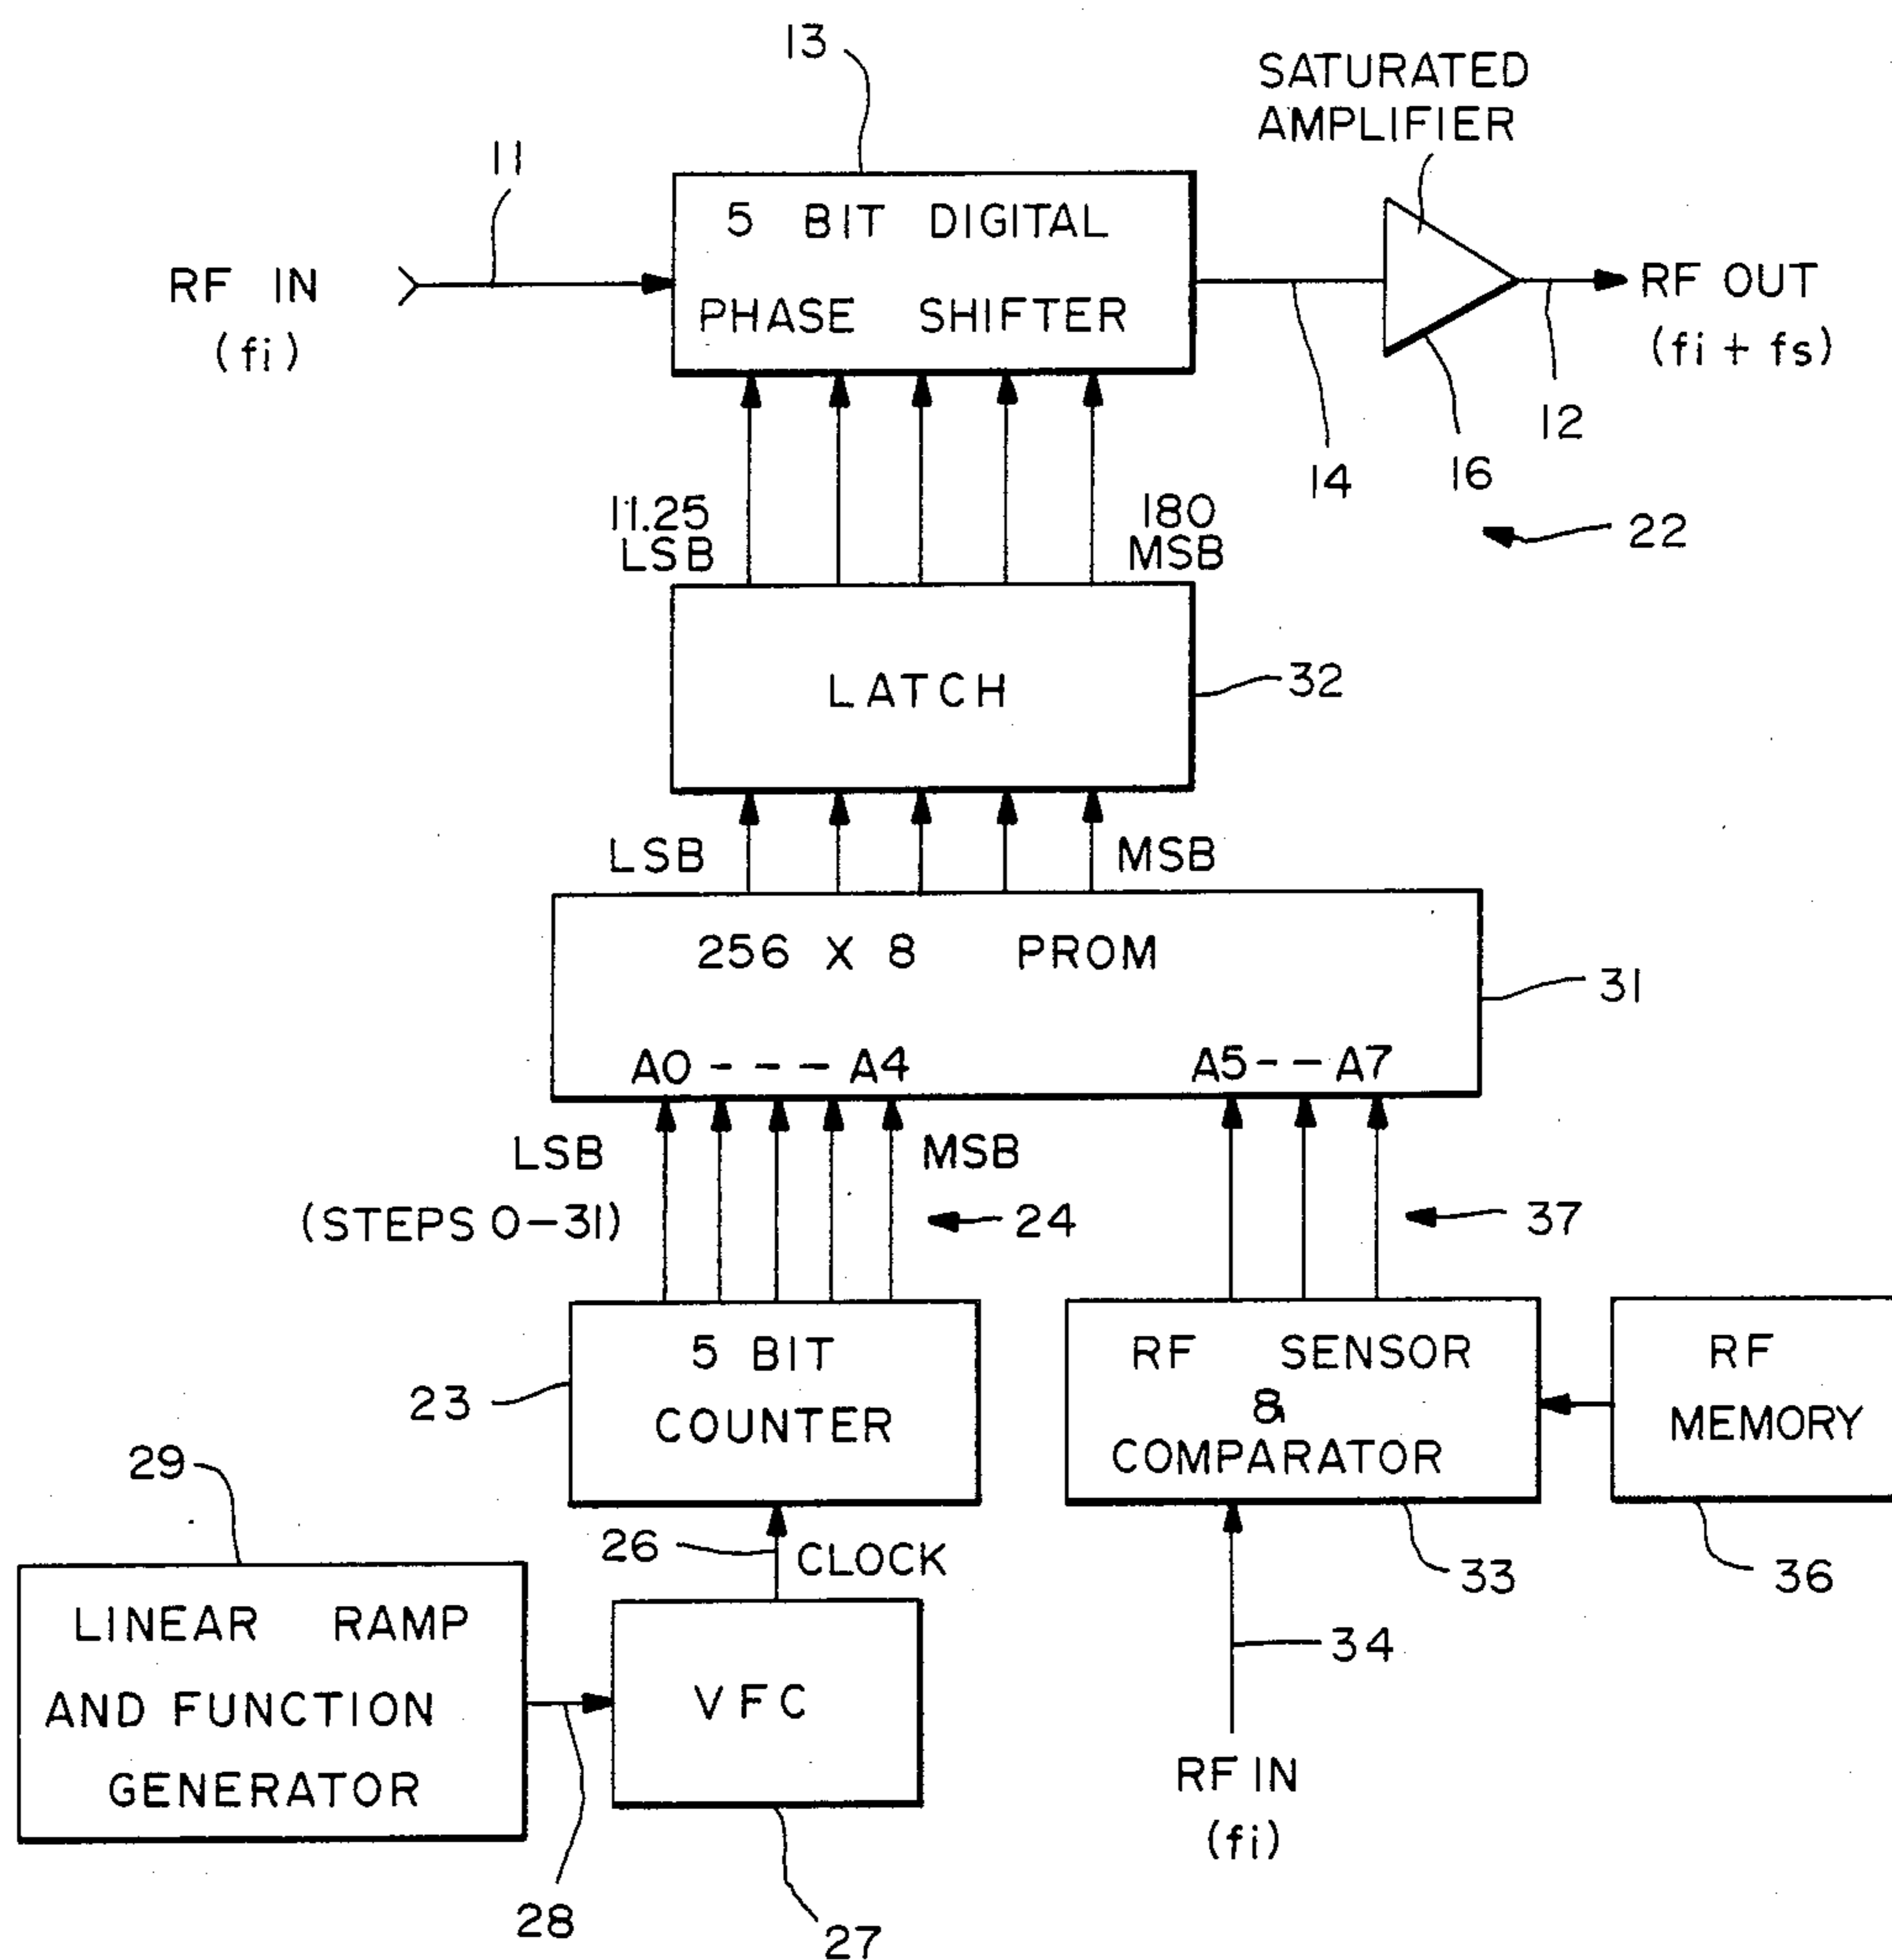 13
SATURATED
AMPLIFIER
11
5 BIT DIGITAL
PHASE SHIFTER
RF IN
(fi)
RF OUT
(fi + fs)
12
14
16
22
11.25
LSB
180
MSB
LATCH
32
LSB
MSB
256 X 8 PROM
31
A0 - - - A4
A5 - - A7
LSB
MSB
(STEPS 0-31)
24
37
5 BIT
COUNTER
23
RF SENSOR
&
COMPARATOR
RF
MEMORY
29
26
CLOCK
33
36
LINEAR RAMP
AND FUNCTION
GENERATOR
VFC
34
RF IN
(fi)
28
27